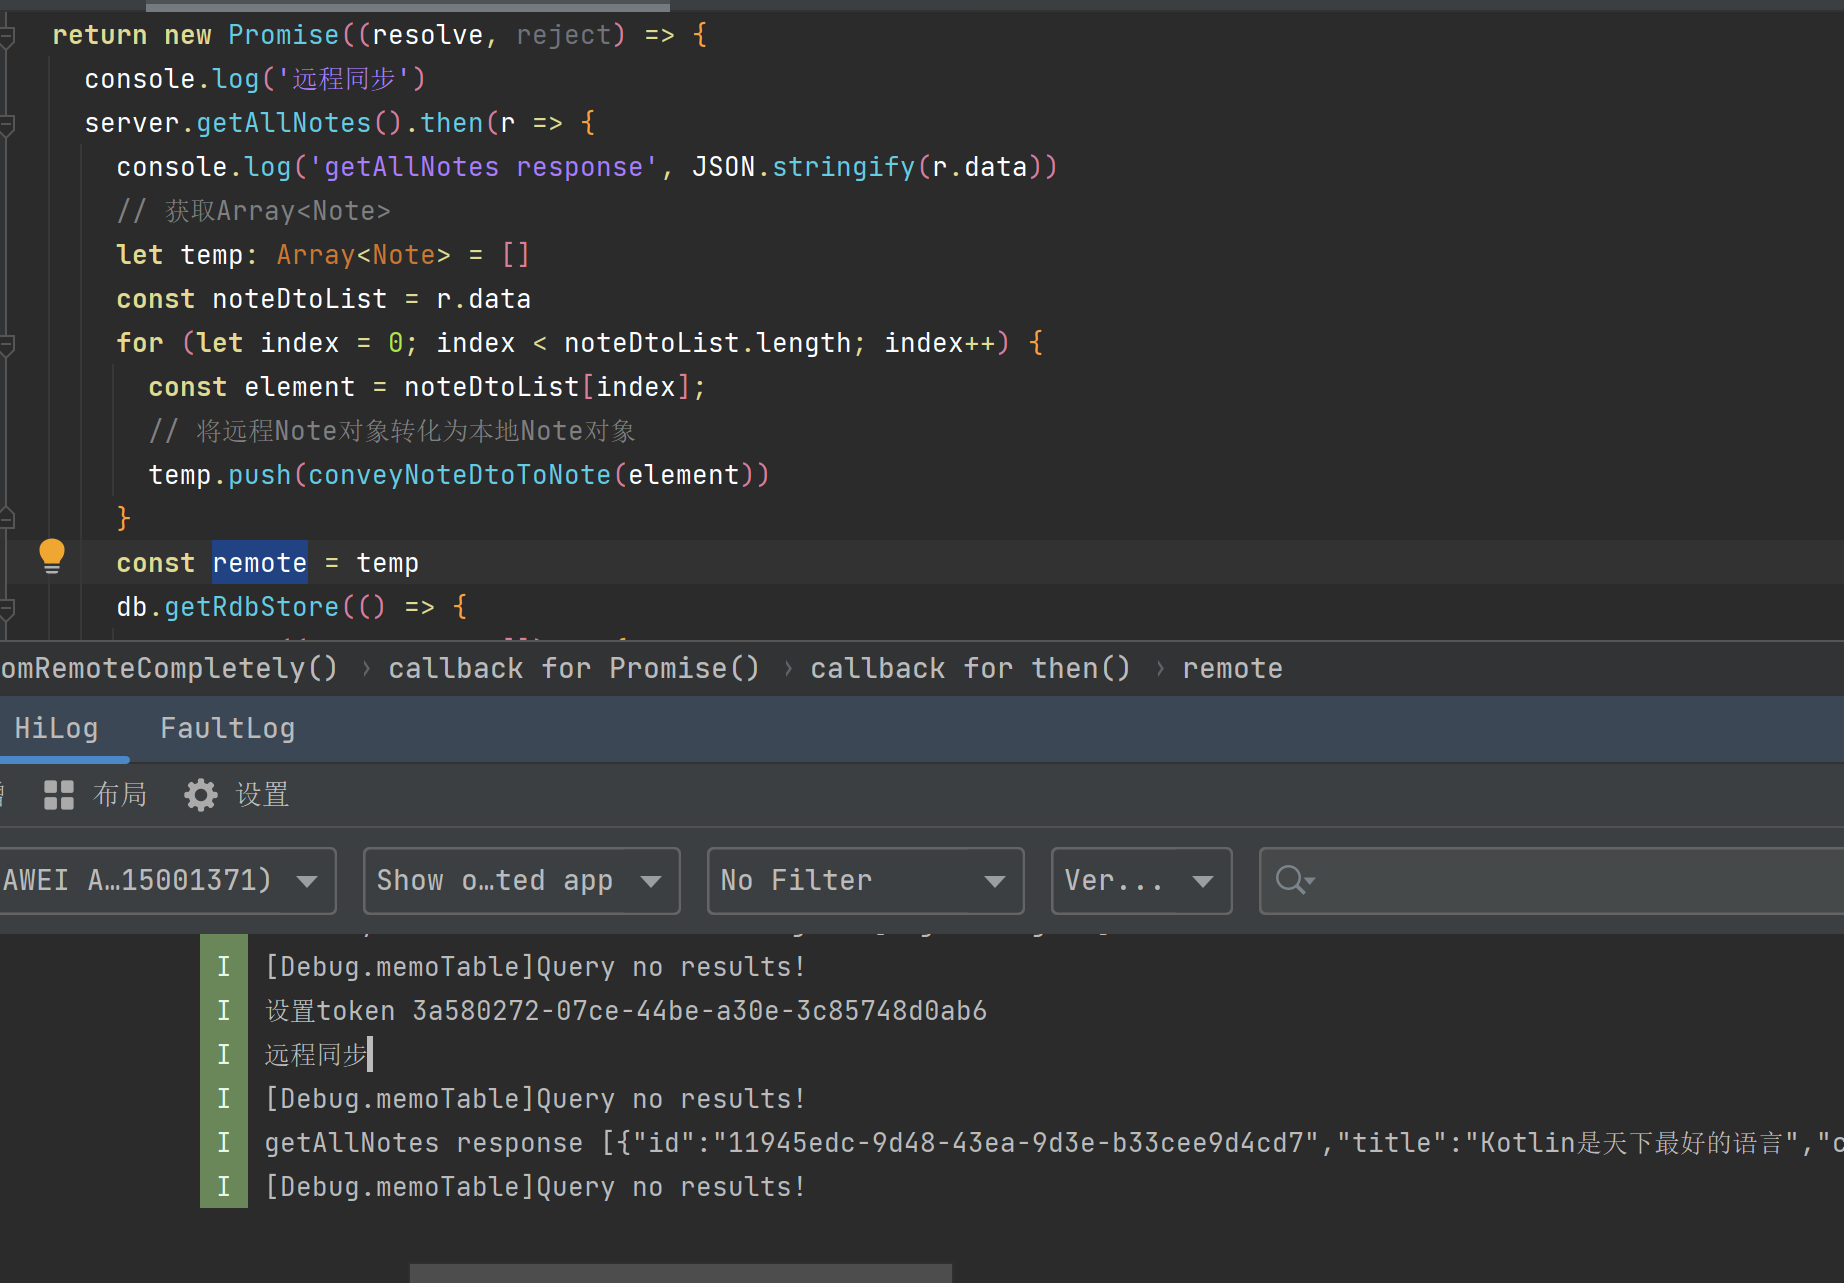 return new Promise((resolve, reject) => {
console.log('远程同步')
server.getAllNotes().then(r => {
console.log('getAllNotes response', JSON.stringify(r.data))
// 获取Array<Note>
let temp: Array<Note> = []
const noteDtoList = r.data
for (let index = 0; index < noteDtoList.length; index++) {
const element = noteDtoList[index];
// 将远程Note对象转化为本地Note对象
temp.push(conveyNoteDtoToNote(element))
}
const remote = temp
db.getRdbStore(() => {
omRemoteCompletely() › callback for Promise() › callback for then() › remote
HiLog FaultLog
布局 设置
AWEI A…15001371) Show o…ted app No Filter Ver...
I [Debug.memoTable]Query no results!
I 设置token 3a580272-07ce-44be-a30e-3c85748d0ab6
I 远程同步
I [Debug.memoTable]Query no results!
I getAllNotes response [{"id":"11945edc-9d48-43ea-9d3e-b33cee9d4cd7","title":"Kotlin是天下最好的语言","c
I [Debug.memoTable]Query no results!